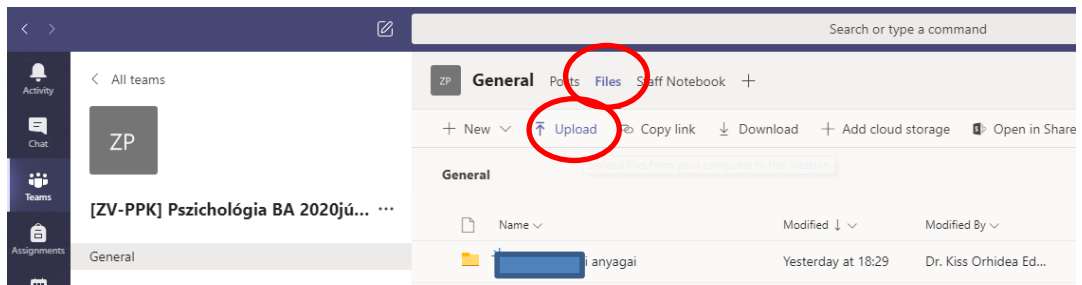 Search or type a command
Activity
Chat
Teams
Assignments
< All teams
ZP
[ZV-PPK] Pszichológia BA 2020jú... ···
General
ZP General Posts Files Staff Notebook +
+ New Upload Copy link Download + Add cloud storage Open in Share
Upload files from your computer to this location
General
Name Modified ↓ Modified By
i anyagai Yesterday at 18:29 Dr. Kiss Orhidea Ed...